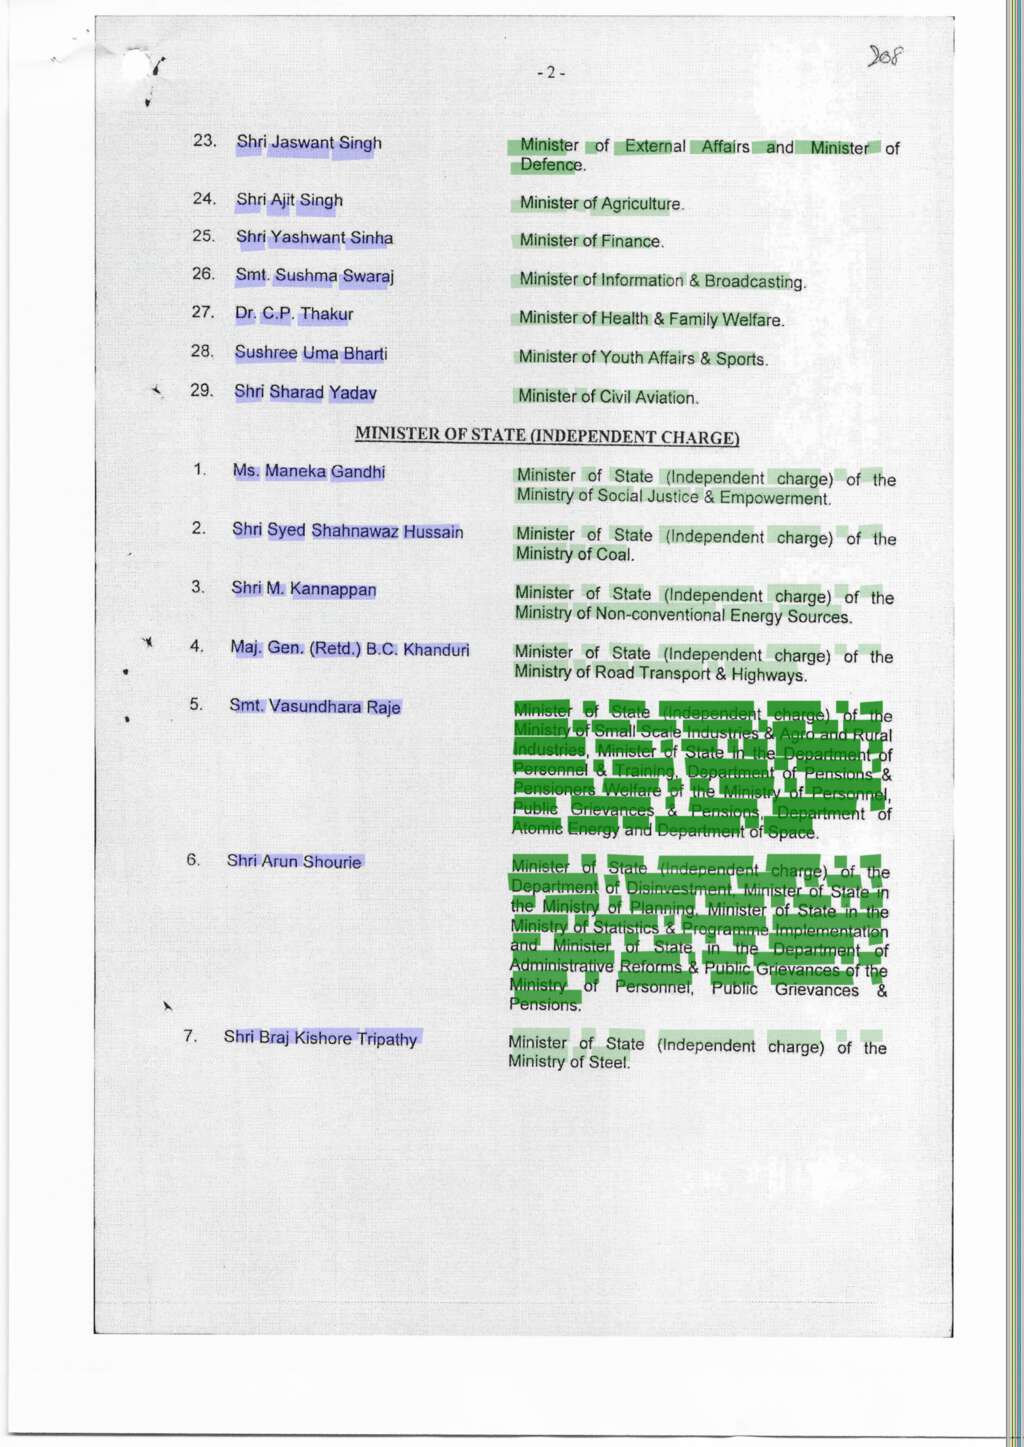 - 2 -
208
23. Shri Jaswant Singh Minister of External Affairs and Minister of
Defence.
24. Shri Ajit Singh Minister of Agriculture.
25. Shri Yashwant Sinha Minister of Finance.
26. Smt. Sushma Swaraj Minister of Information & Broadcasting.
27. Dr. C.P. Thakur Minister of Health & Family Welfare.
28. Sushree Uma Bharti Minister of Youth Affairs & Sports.
29. Shri Sharad Yadav Minister of Civil Aviation.
MINISTER OF STATE (INDEPENDENT CHARGE)
1. Ms. Maneka Gandhi Minister of State (Independent charge) of the
Ministry of Social Justice & Empowerment.
2. Shri Syed Shahnawaz Hussain Minister of State (Independent charge) of the
Ministry of Coal.
3. Shri M. Kannappan Minister of State (Independent charge) of the
Ministry of Non-conventional Energy Sources.
4. Maj. Gen. (Retd.) B.C. Khanduri Minister of State (Independent charge) of the
Ministry of Road Transport & Highways.
5. Smt. Vasundhara Raje Minister of State (Independent charge) of the
Ministry of Small Scale Industries & Agro and Rural
Industries, Minister of State in the Department of
Personnel & Training, Department of Pensions &
Pensioners Welfare of the Ministry of Personnel,
Public Grievances & Pensions, Department of
Atomic Energy and Department of Space.
6. Shri Arun Shourie Minister of State (Independent charge) of the
Department of Disinvestment, Minister of State in
the Ministry of Planning, Minister of State in the
Ministry of Statistics & Programme Implementation
and Minister of State in the Department of
Administrative Reforms & Public Grievances of the
Ministry of Personnel, Public Grievances &
Pensions.
7. Shri Braj Kishore Tripathy Minister of State (Independent charge) of the
Ministry of Steel.